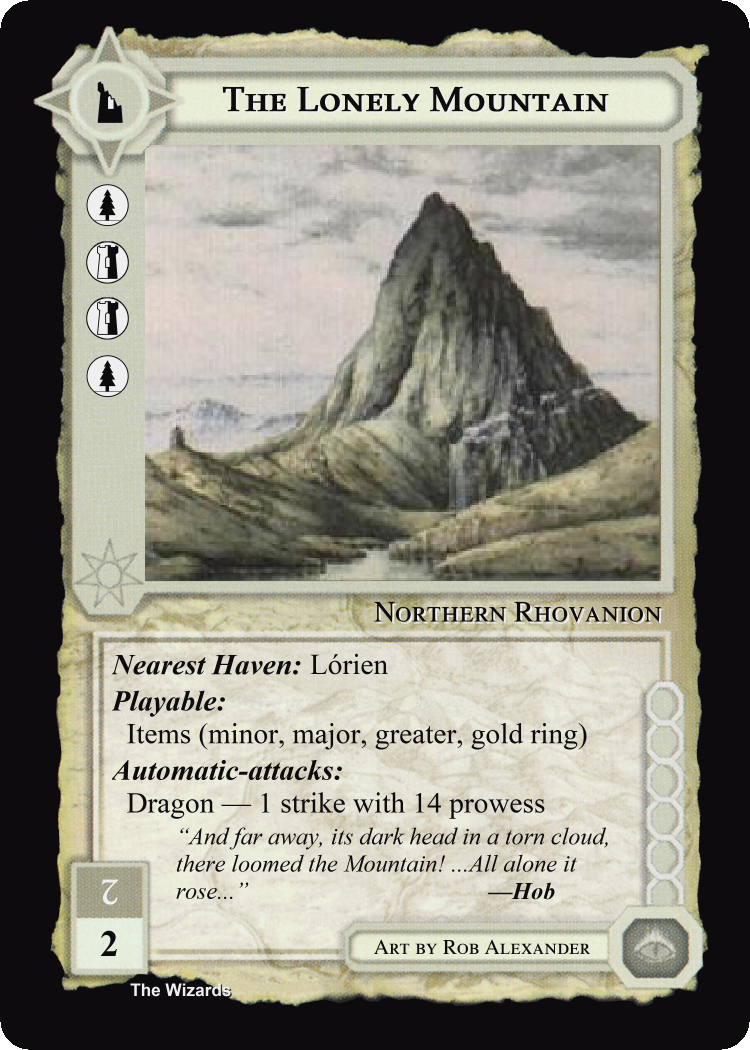 The Lonely Mountain
Northern Rhovanion
Nearest Haven: Lórien
Playable:
Items (minor, major, greater, gold ring)
Automatic-attacks:
Dragon — 1 strike with 14 prowess
“And far away, its dark head in a torn cloud,
there loomed the Mountain! ...All alone it
rose...” —Hob
2
2
Art by Rob Alexander
The Wizards